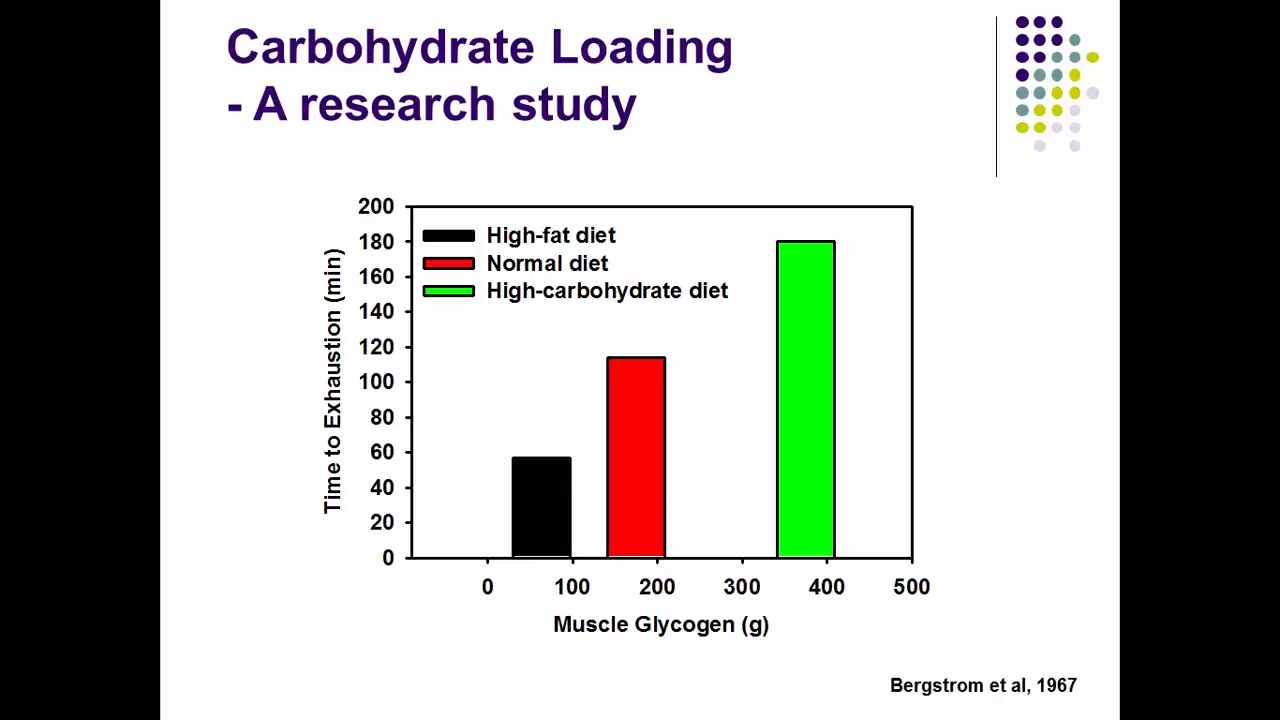 Carbohydrate Loading
- A research study
200
180
160
140
120
100
80
60
40
20
0
Time to Exhaustion (min)
High-fat diet
Normal diet
High-carbohydrate diet
0 100 200 300 400 500
Muscle Glycogen (g)
Bergstrom et al, 1967